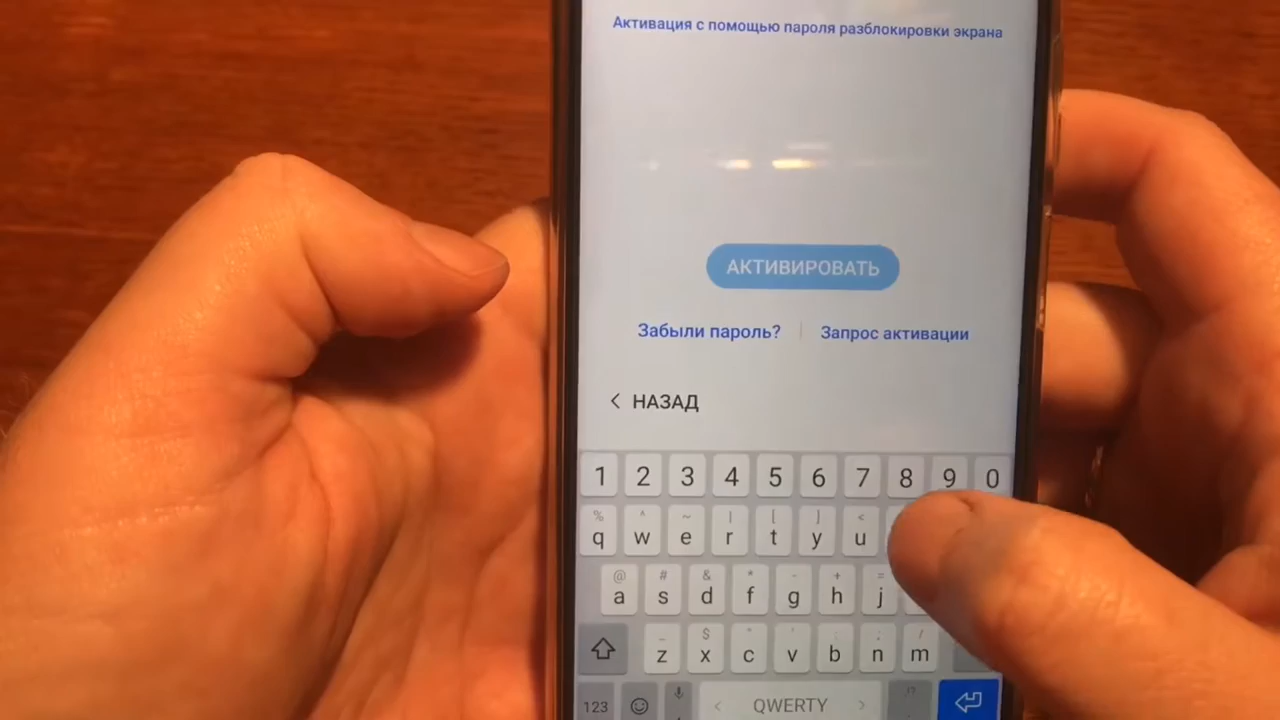 Активация с помощью пароля разблокировки экрана
АКТИВИРОВАТЬ
Забыли пароль? | Запрос активации
< НАЗАД
1 2 3 4 5 6 7 8 9 0
% ^ ~ | [ ] <
q w e r t y u
@ # & * - + =
a s d f g h j
_ $ " ' : ; /
z x c v b n m
123 < QWERTY > !?